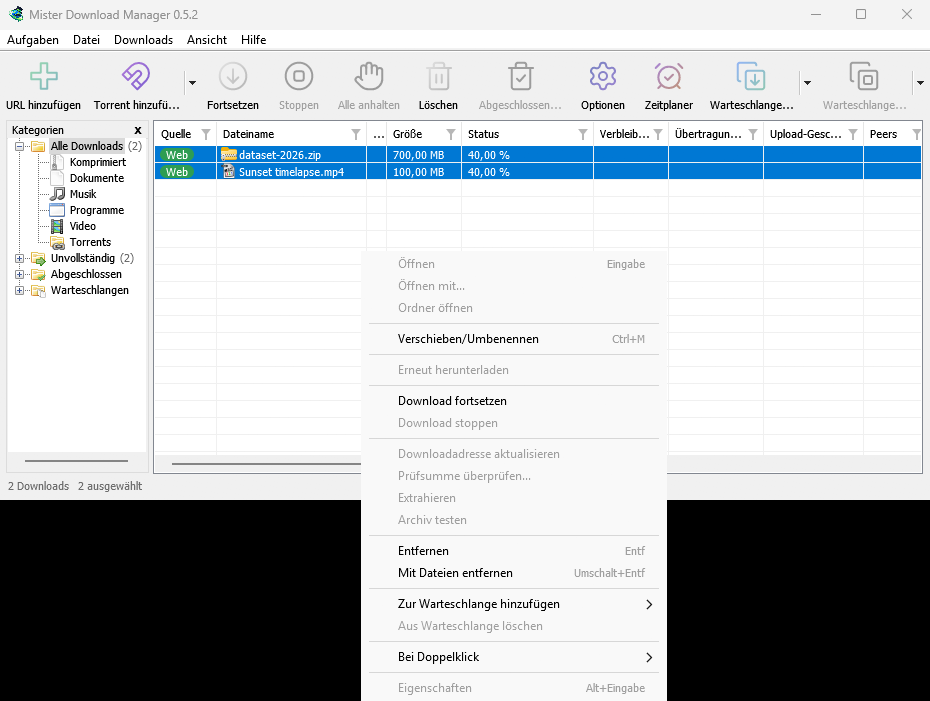 Mister Download Manager 0.5.2
Aufgaben Datei Downloads Ansicht Hilfe
URL hinzufügen Torrent hinzufü... Fortsetzen Stoppen Alle anhalten Löschen Abgeschlossen... Optionen Zeitplaner Warteschlange... Warteschlange...
Kategorien x
Alle Downloads (2)
Komprimiert
Dokumente
Musik
Programme
Video
Torrents
Unvollständig (2)
Abgeschlossen
Warteschlangen
Quelle Dateiname ... Größe Status Verbleib... Übertragun... Upload-Gesc... Peers
Web dataset-2026.zip 700,00 MB 40,00 %
Web Sunset timelapse.mp4 100,00 MB 40,00 %
Öffnen Eingabe
Öffnen mit...
Ordner öffnen
Verschieben/Umbenennen Ctrl+M
Erneut herunterladen
Download fortsetzen
Download stoppen
Downloadadresse aktualisieren
Prüfsumme überprüfen...
Extrahieren
Archiv testen
Entfernen Entf
Mit Dateien entfernen Umschalt+Entf
Zur Warteschlange hinzufügen
Aus Warteschlange löschen
Bei Doppelklick
Eigenschaften Alt+Eingabe
2 Downloads 2 ausgewählt